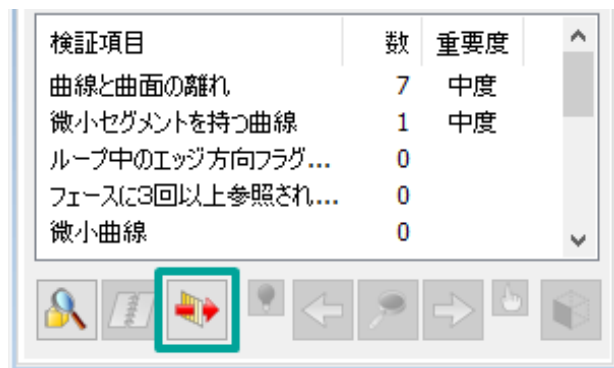 検証項目 数 重要度
曲線と曲面の離れ 7 中度
微小セグメントを持つ曲線 1 中度
ループ中のエッジ方向フラグ... 0
フェースに3回以上参照され... 0
微小曲線 0